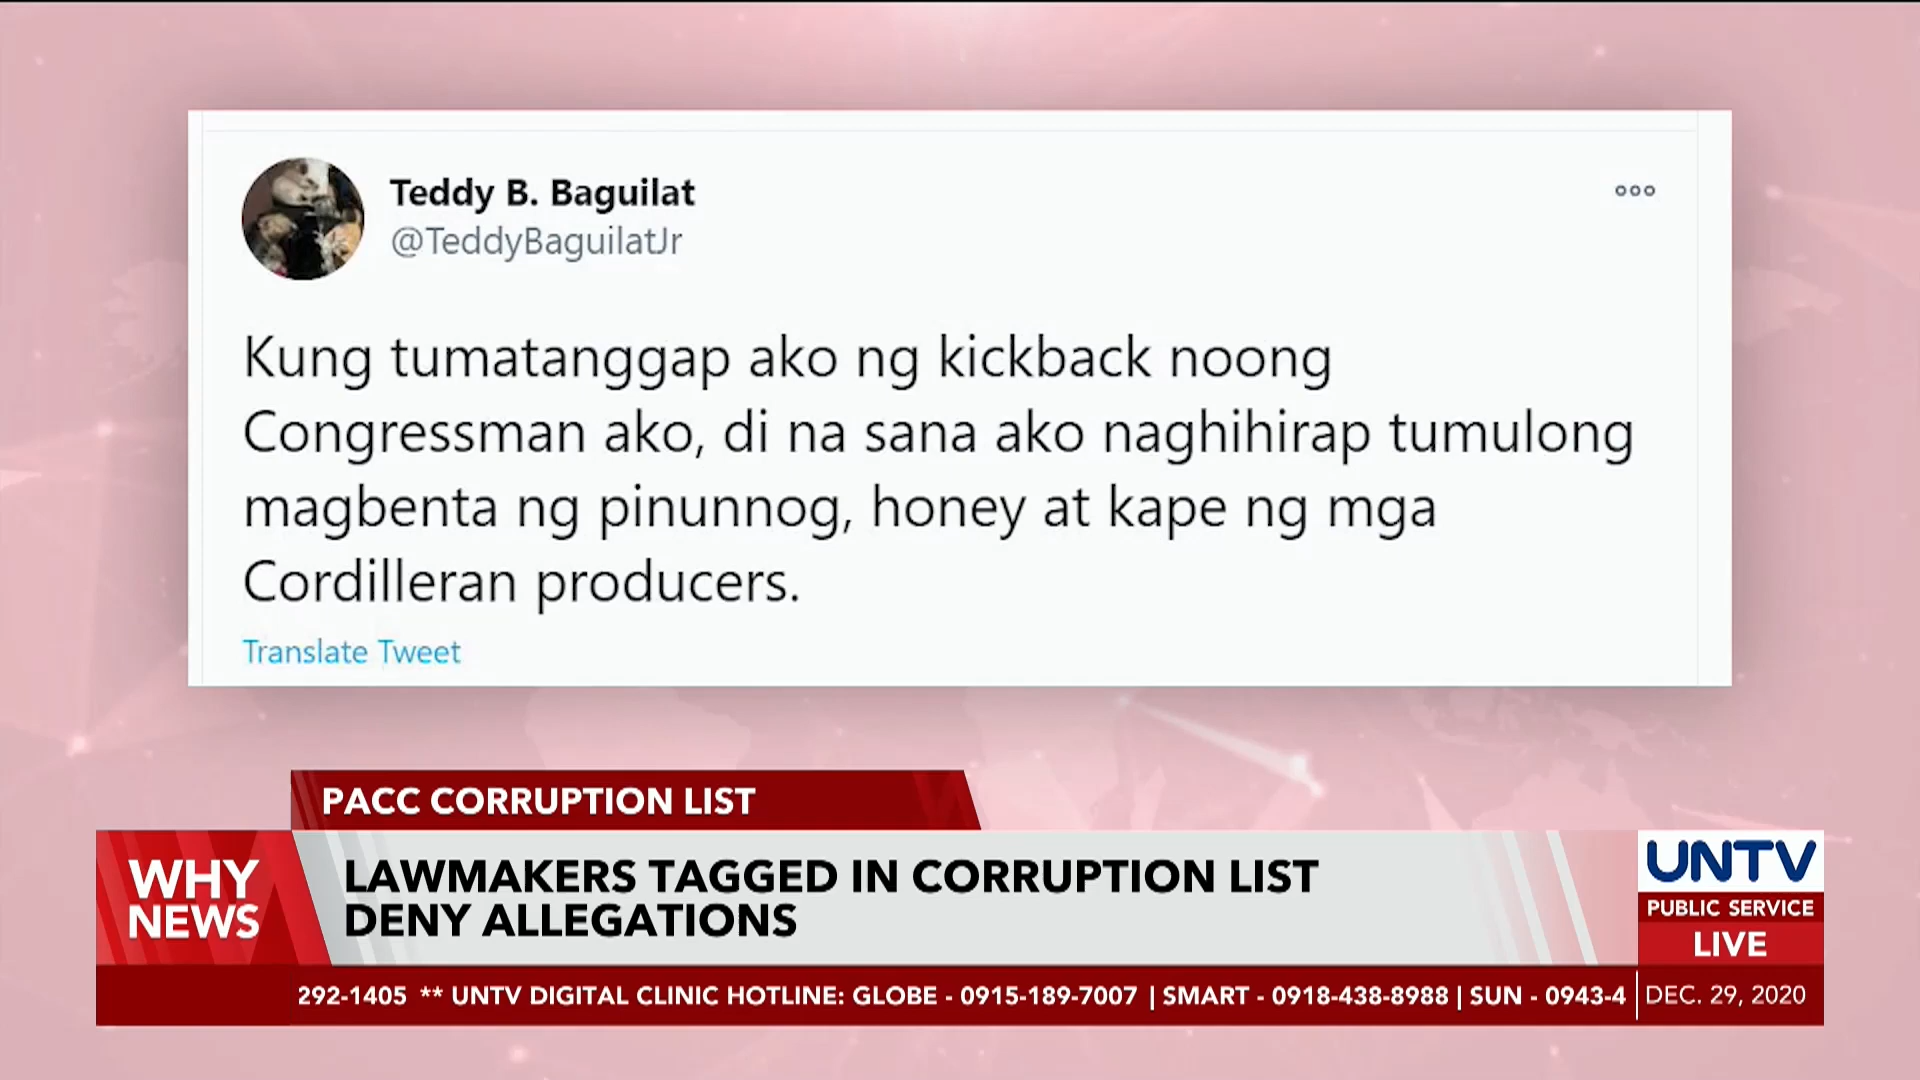 Teddy B. Baguilat
@TeddyBaguilatJr
Kung tumatanggap ako ng kickback noong
Congressman ako, di na sana ako naghihirap tumulong
magbenta ng pinunnog, honey at kape ng mga
Cordilleran producers.
Translate Tweet
PACC CORRUPTION LIST
WHY
NEWS
LAWMAKERS TAGGED IN CORRUPTION LIST
DENY ALLEGATIONS
UNTV
PUBLIC SERVICE
LIVE
292-1405 ** UNTV DIGITAL CLINIC HOTLINE: GLOBE - 0915-189-7007 | SMART - 0918-438-8988 | SUN - 0943-4
DEC. 29, 2020